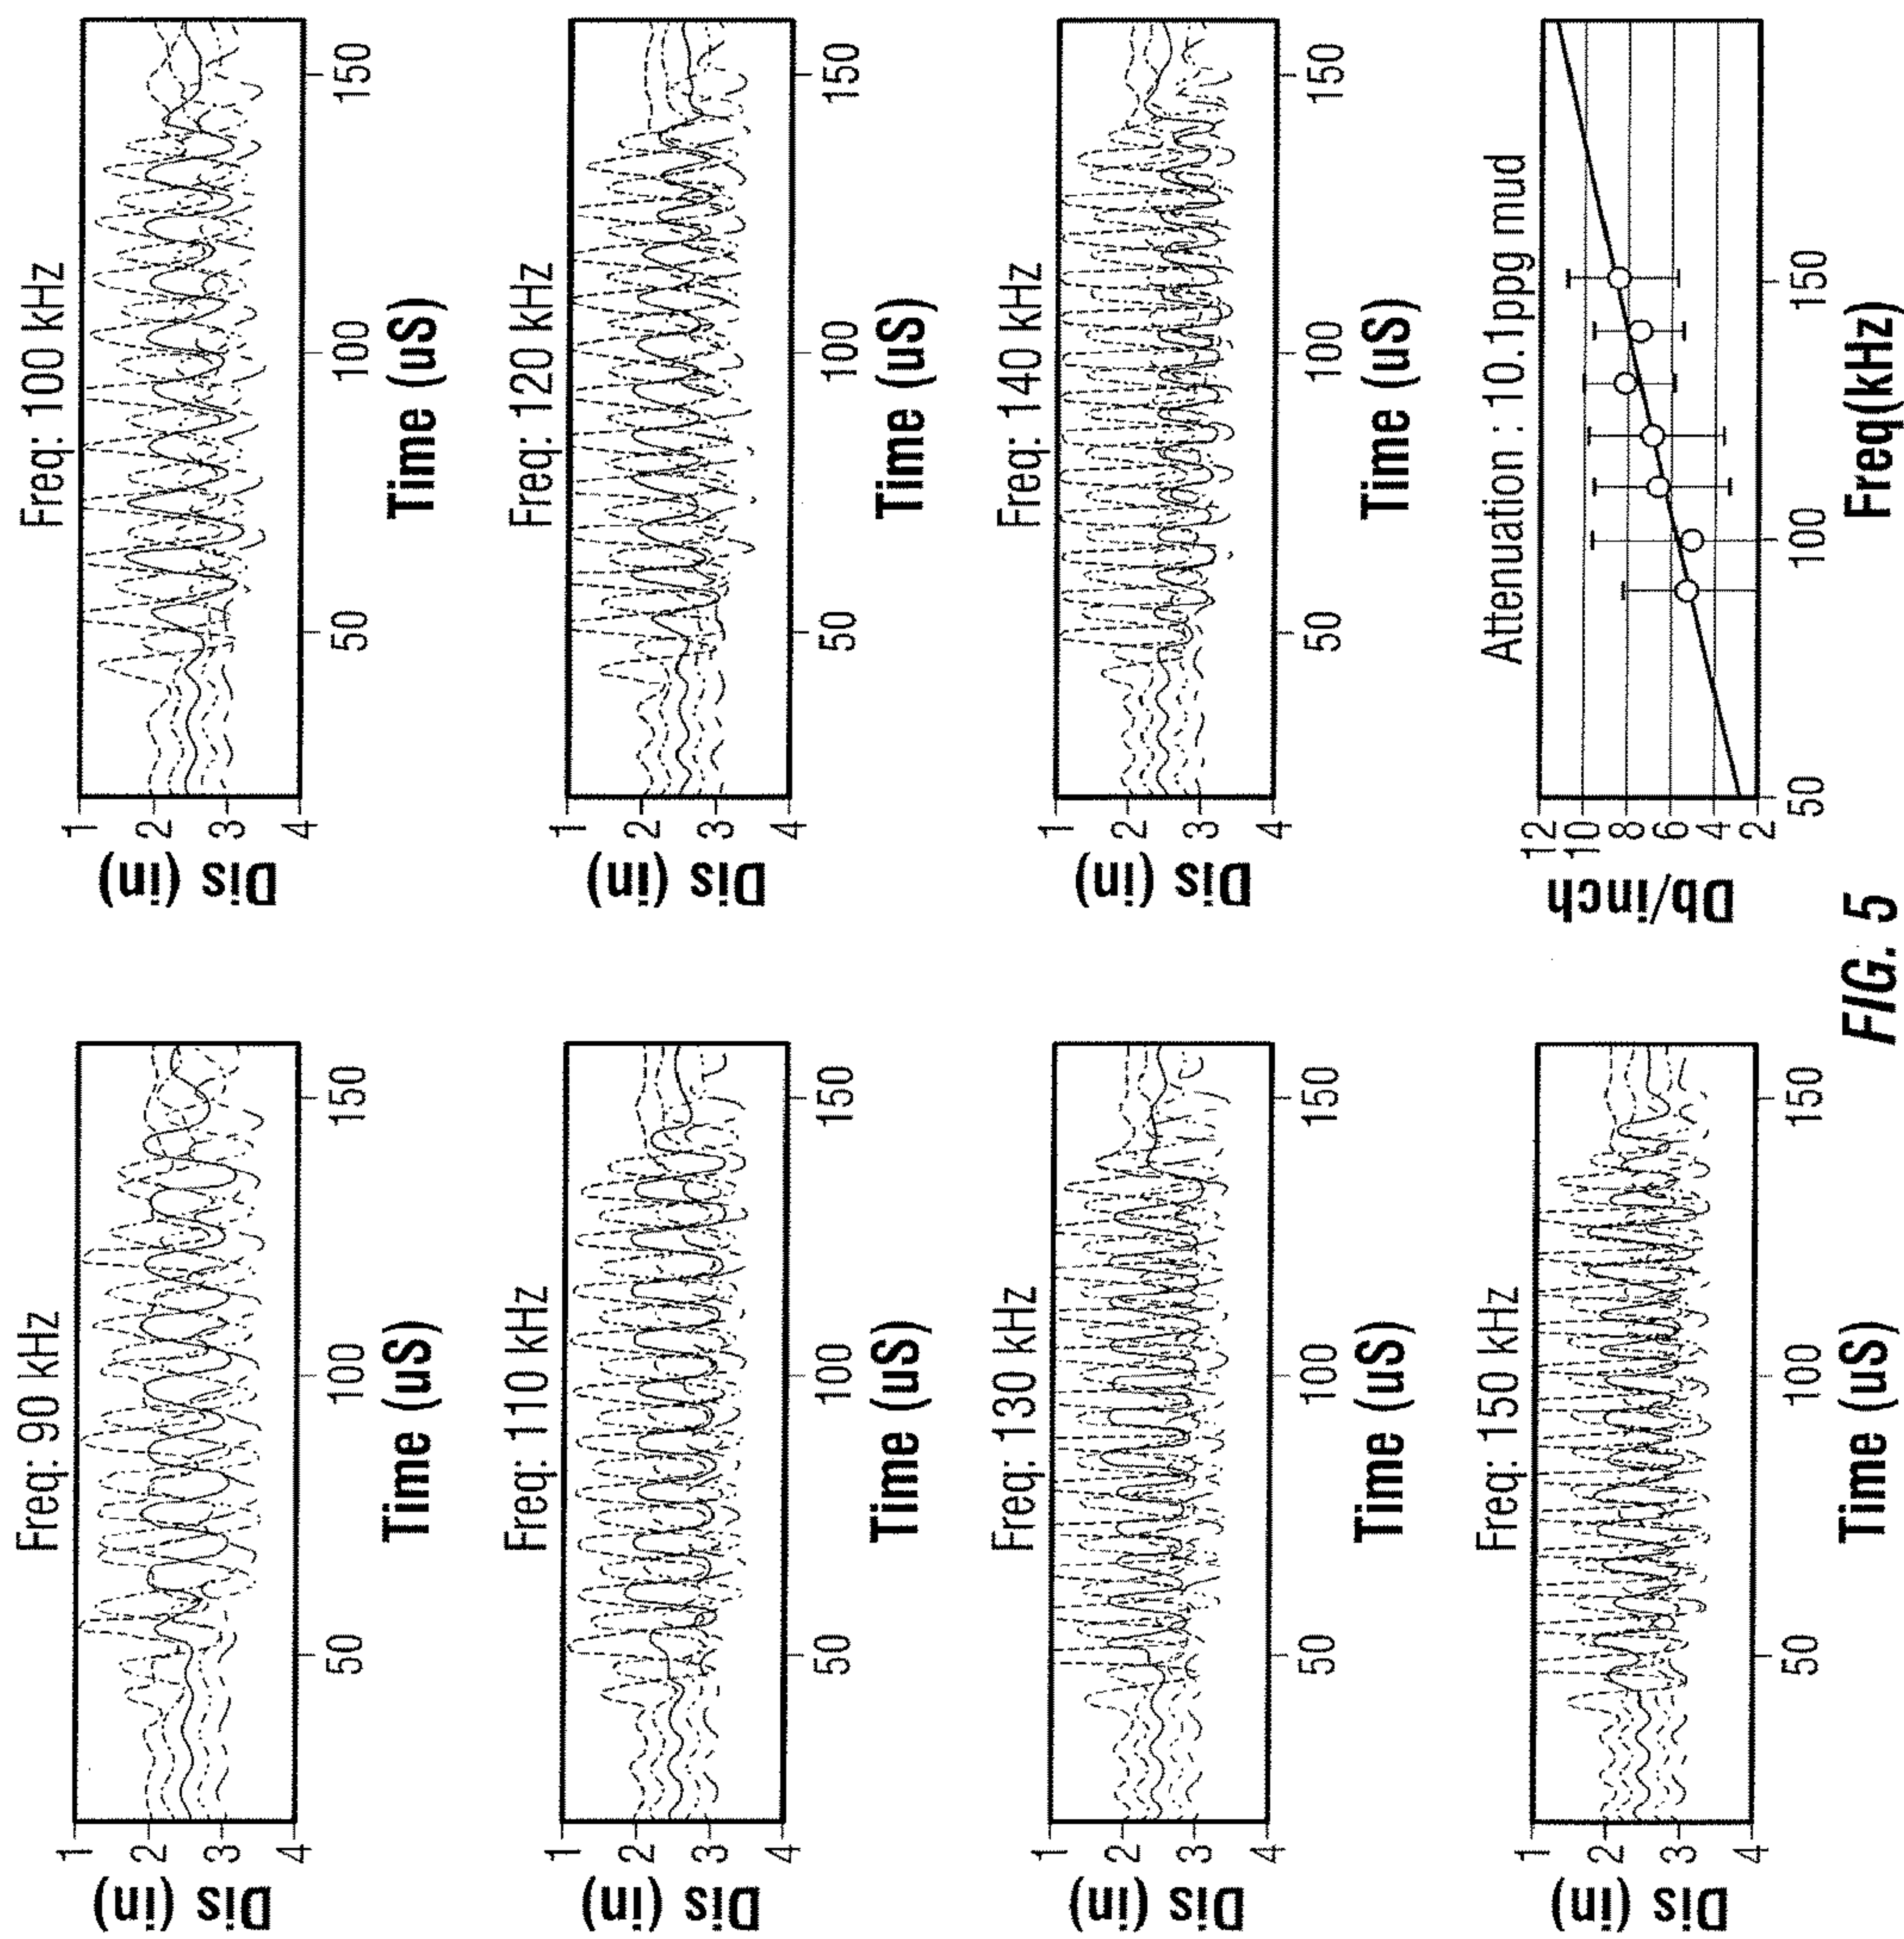 Freq: 90 kHz
Dis (in)
1
2
3
4
50
100
150
Time (uS)
Freq: 100 kHz
Dis (in)
1
2
3
4
50
100
150
Time (uS)
Freq: 110 kHz
Dis (in)
1
2
3
4
50
100
150
Time (uS)
Freq: 120 kHz
Dis (in)
1
2
3
4
50
100
150
Time (uS)
Freq: 130 kHz
Dis (in)
1
2
3
4
50
100
150
Time (uS)
Freq: 140 kHz
Dis (in)
1
2
3
4
50
100
150
Time (uS)
Freq: 150 kHz
Dis (in)
1
2
3
4
50
100
150
Time (uS)
Attenuation : 10.1ppg mud
Db/inch
12
10
8
6
4
2
50
100
150
Freq(kHz)
FIG. 5